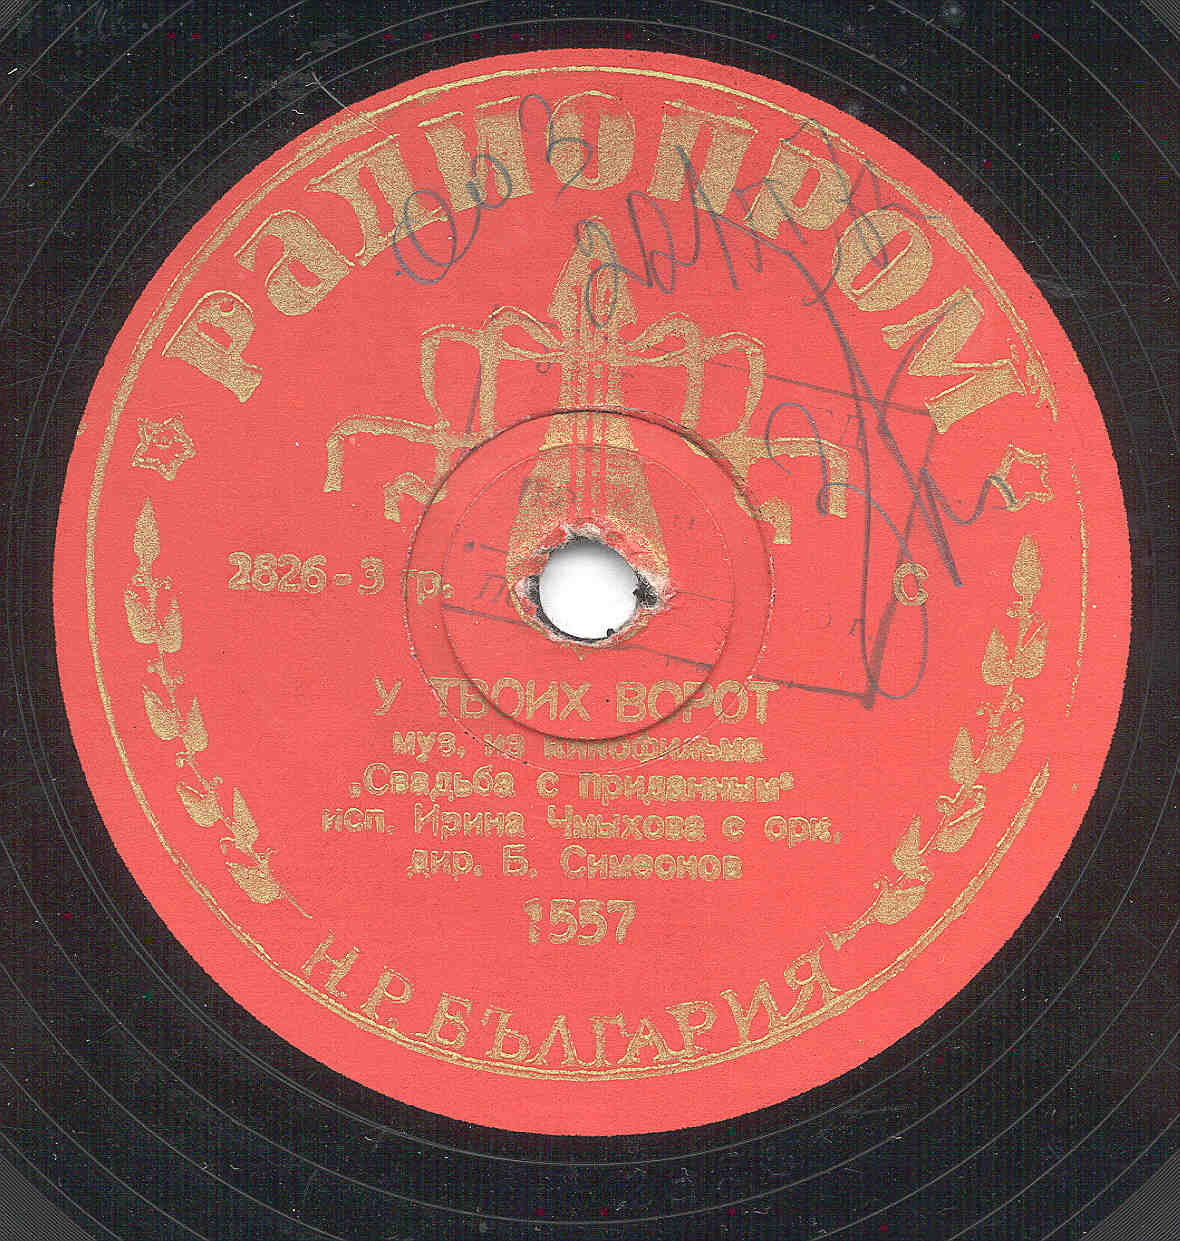 РАДИОПРОМ
2826-3 гр. С
У ТВОИХ ВОРОТ
муз. из кинофильма
„Свадьба с приданным“
исп. Ирина Чмыхова с орк.
дир. Б. Симеонов
1557
Н.Р. БЪЛГАРИЯ